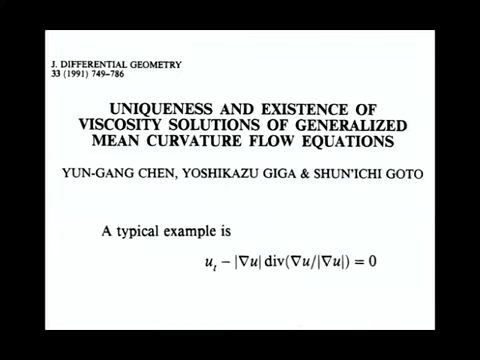 J. DIFFERENTIAL GEOMETRY
33 (1991) 749–786
UNIQUENESS AND EXISTENCE OF
VISCOSITY SOLUTIONS OF GENERALIZED
MEAN CURVATURE FLOW EQUATIONS
YUN-GANG CHEN, YOSHIKAZU GIGA & SHUN'ICHI GOTO
A typical example is
u_t − |∇u| div(∇u/|∇u|) = 0